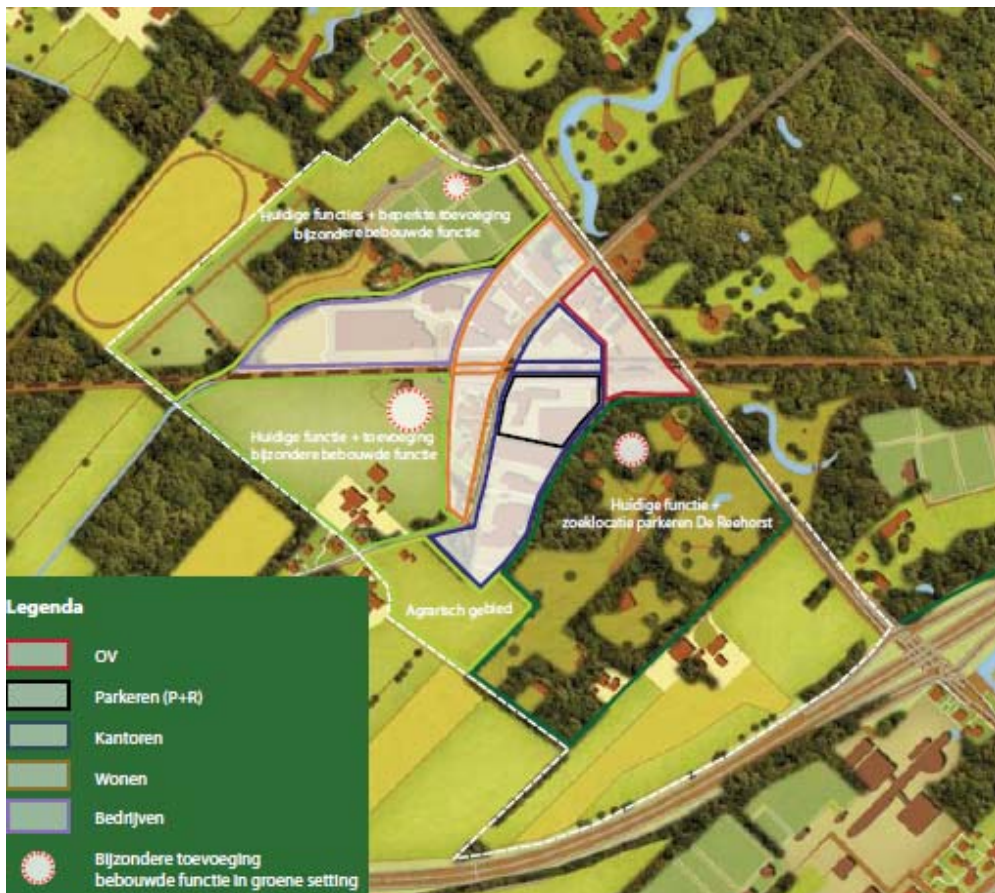 Huidige functies + beperkte toevoeging
bijzondere bebouwde functie
Huidige functie + toevoeging
bijzondere bebouwde functie
Huidige functie +
zoeklocatie parkeren De Reehorst
Agrarisch gebied
Legenda
OV
Parkeren (P+R)
Kantoren
Wonen
Bedrijven
Bijzondere toevoeging
bebouwde functie in groene setting